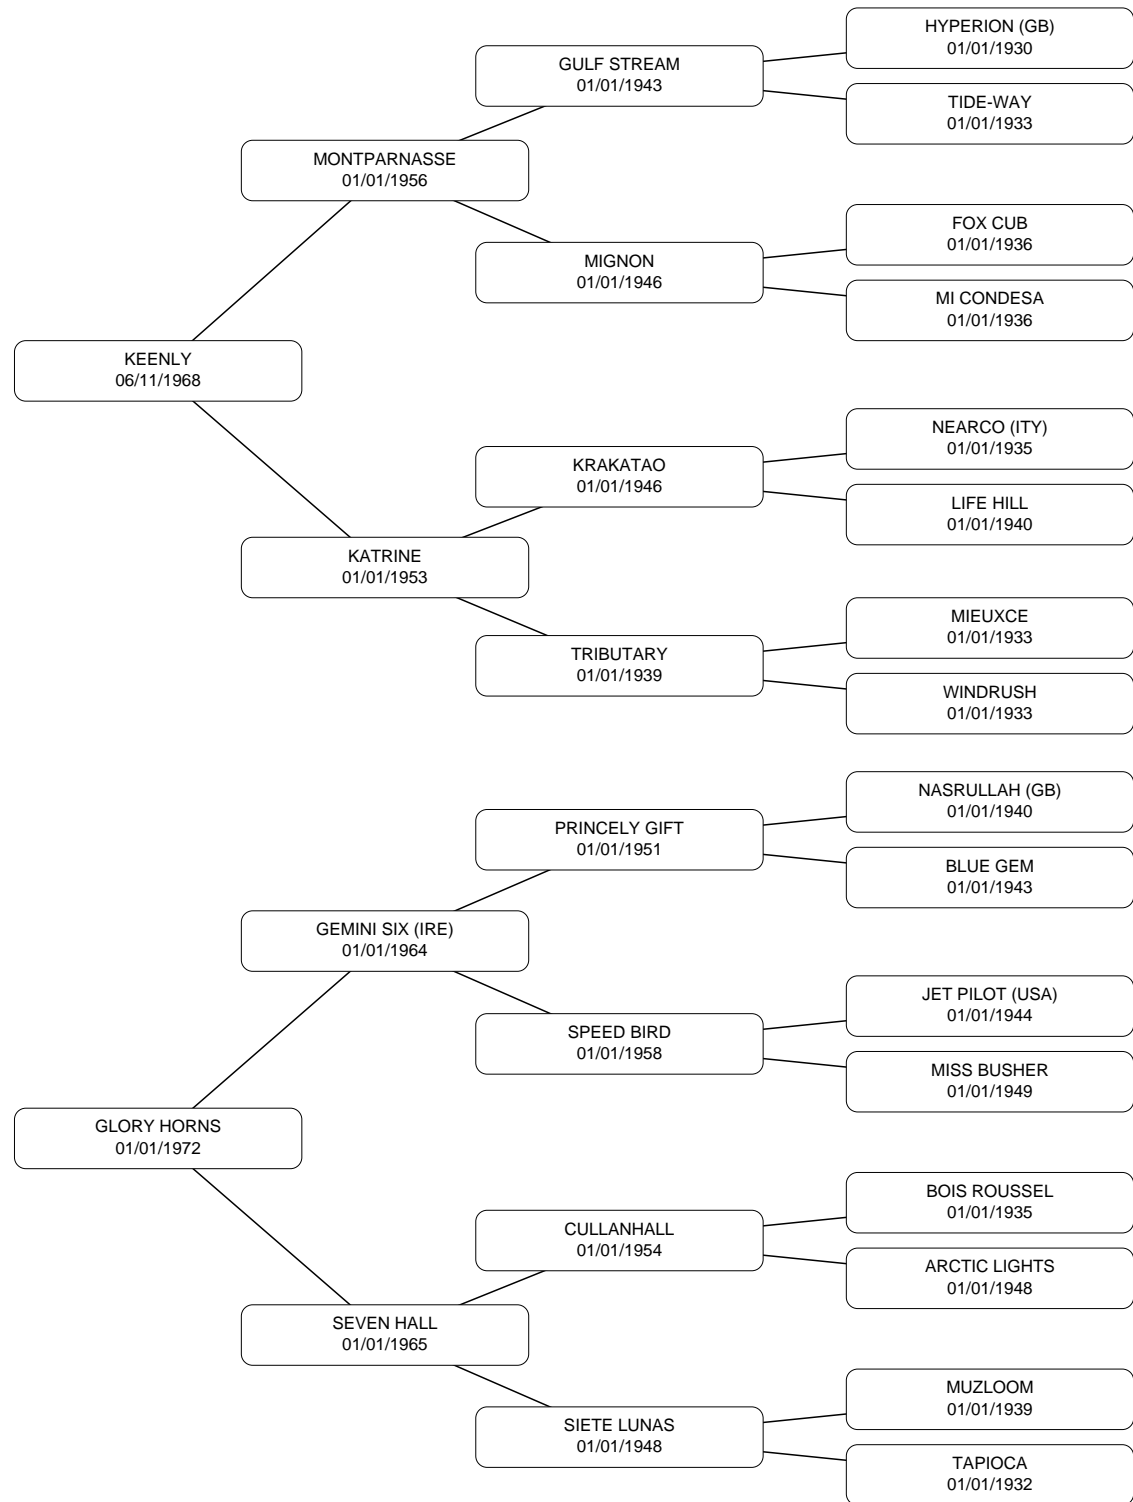 HYPERION (GB)
01/01/1930
GULF STREAM
01/01/1943
TIDE-WAY
01/01/1933
MONTPARNASSE
01/01/1956
FOX CUB
01/01/1936
MIGNON
01/01/1946
MI CONDESA
01/01/1936
KEENLY
06/11/1968
NEARCO (ITY)
01/01/1935
KRAKATAO
01/01/1946
LIFE HILL
01/01/1940
KATRINE
01/01/1953
MIEUXCE
01/01/1933
TRIBUTARY
01/01/1939
WINDRUSH
01/01/1933
NASRULLAH (GB)
01/01/1940
PRINCELY GIFT
01/01/1951
BLUE GEM
01/01/1943
GEMINI SIX (IRE)
01/01/1964
JET PILOT (USA)
01/01/1944
SPEED BIRD
01/01/1958
MISS BUSHER
01/01/1949
GLORY HORNS
01/01/1972
BOIS ROUSSEL
01/01/1935
CULLANHALL
01/01/1954
ARCTIC LIGHTS
01/01/1948
SEVEN HALL
01/01/1965
MUZLOOM
01/01/1939
SIETE LUNAS
01/01/1948
TAPIOCA
01/01/1932